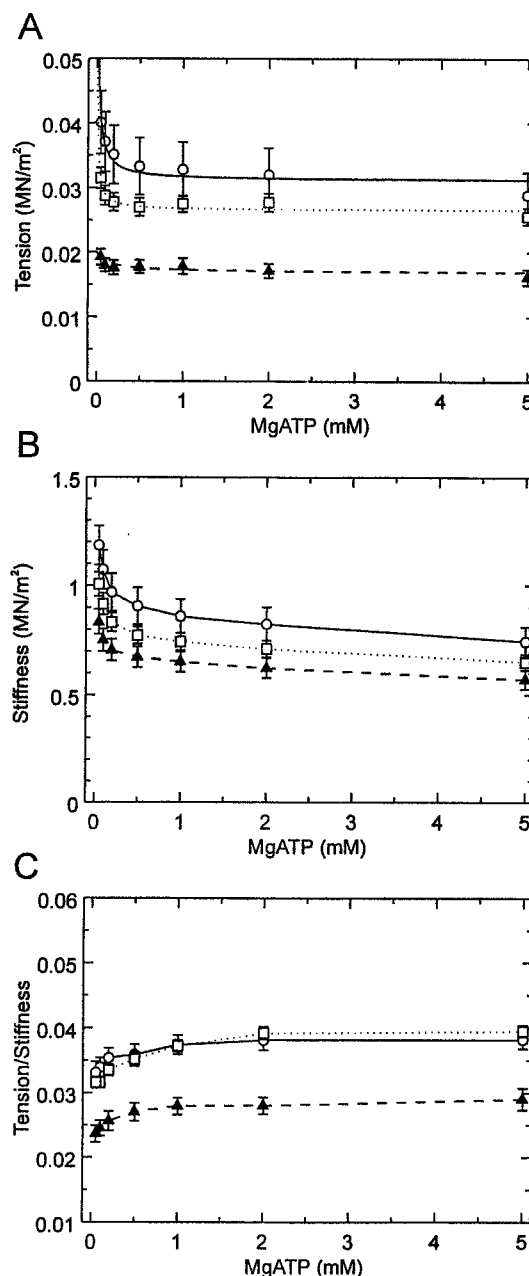 A
0.05
0.04
0.03
0.02
0.01
0
Tension (MN/m²)
0 1 2 3 4 5
MgATP (mM)
B
1.5
1
0.5
0
Stiffness (MN/m²)
0 1 2 3 4 5
MgATP (mM)
C
0.06
0.05
0.04
0.03
0.02
0.01
Tension/Stiffness
0 1 2 3 4 5
MgATP (mM)